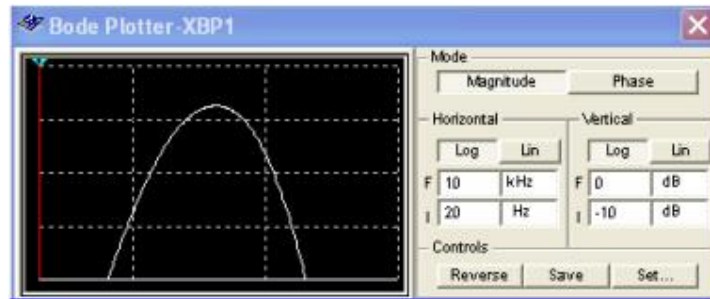 Bode Plotter-XBP1
Mode
Magnitude Phase
Horizontal Vertical
Log Lin Log Lin
F 10 kHz F 0 dB
I 20 Hz I -10 dB
Controls
Reverse Save Set...